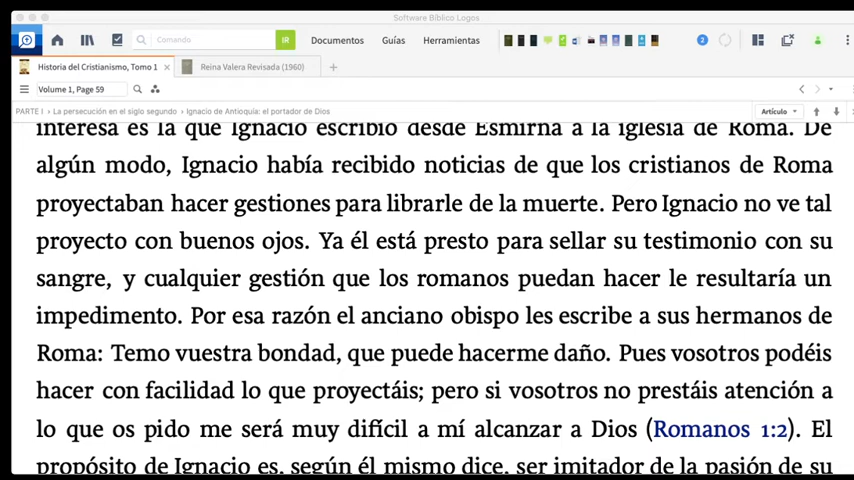 Software Bíblico Logos
Comando
IR
Documentos
Guías
Herramientas
2
Historia del Cristianismo, Tomo 1
Reina Valera Revisada (1960)
Volume 1, Page 59
PARTE I › La persecución en el siglo segundo › Ignacio de Antioquía: el portador de Dios
Artículo
interesa es la que Ignacio escribió desde Esmirna a la iglesia de Roma. De
algún modo, Ignacio había recibido noticias de que los cristianos de Roma
proyectaban hacer gestiones para librarle de la muerte. Pero Ignacio no ve tal
proyecto con buenos ojos. Ya él está presto para sellar su testimonio con su
sangre, y cualquier gestión que los romanos puedan hacer le resultaría un
impedimento. Por esa razón el anciano obispo les escribe a sus hermanos de
Roma: Temo vuestra bondad, que puede hacerme daño. Pues vosotros podéis
hacer con facilidad lo que proyectáis; pero si vosotros no prestáis atención a
lo que os pido me será muy difícil a mí alcanzar a Dios (Romanos 1:2). El
propósito de Ignacio es, según él mismo dice, ser imitador de la pasión de su